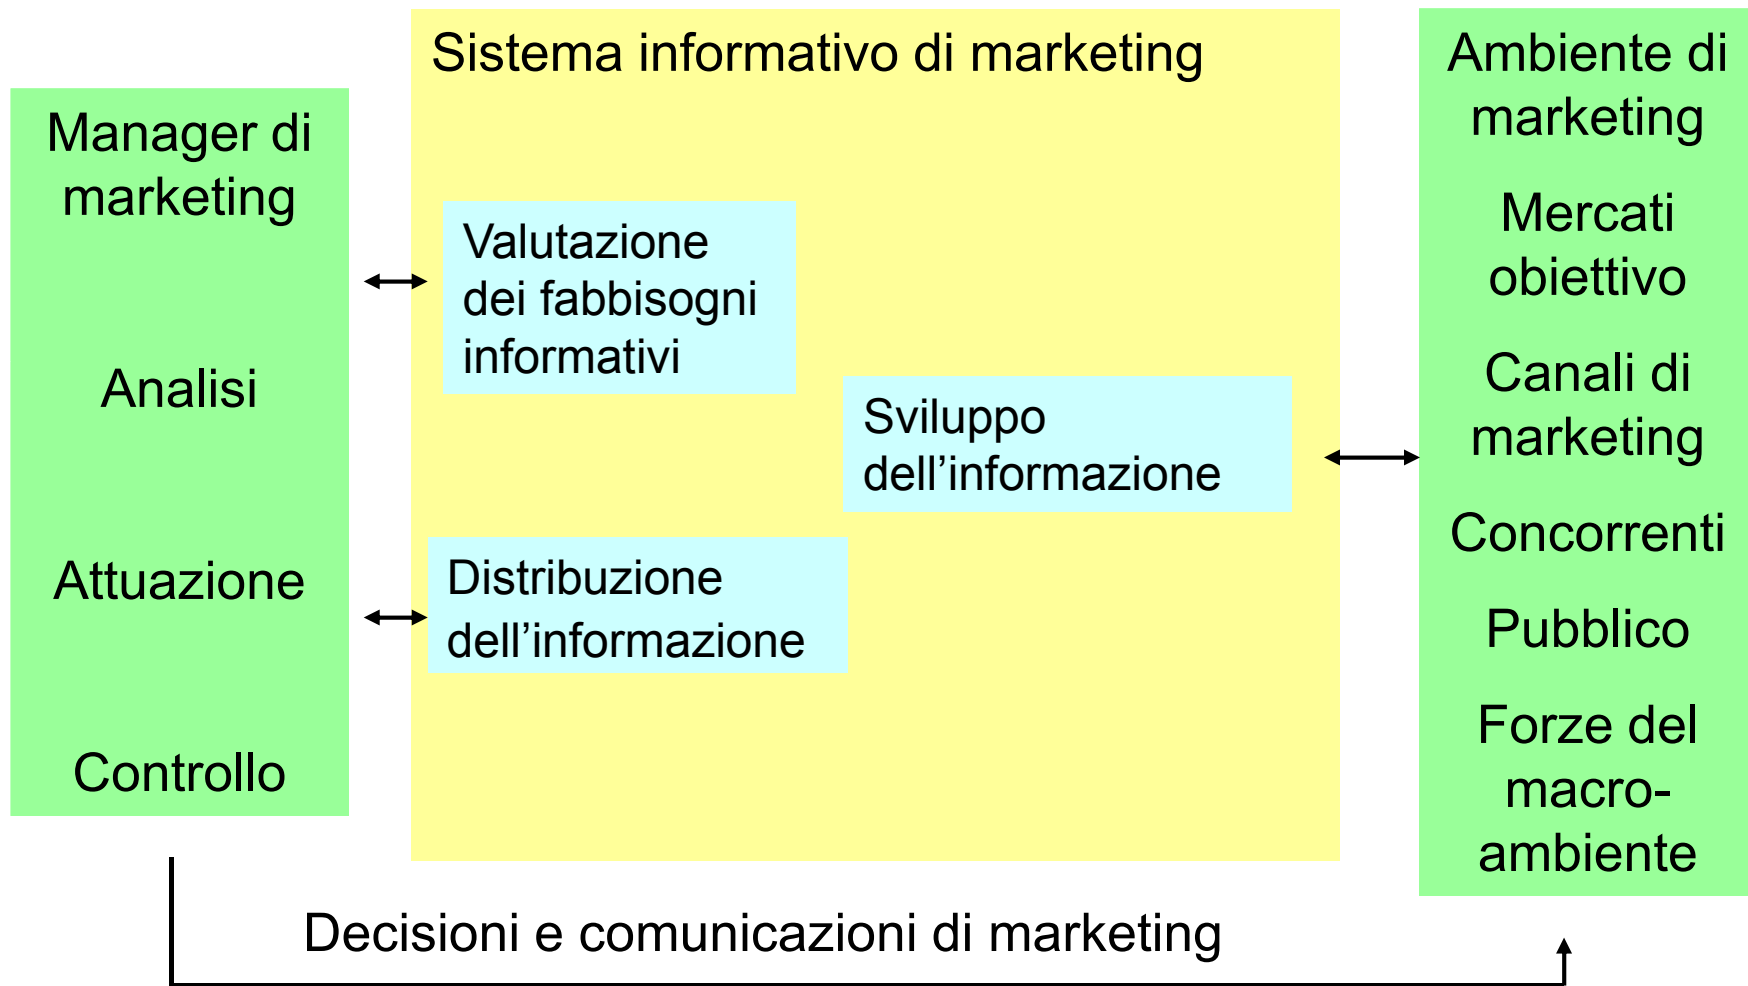 Sistema informativo di marketing
Manager di
marketing
Analisi
Attuazione
Controllo
Valutazione
dei fabbisogni
informativi
Sviluppo
dell’informazione
Distribuzione
dell’informazione
Ambiente di
marketing
Mercati
obiettivo
Canali di
marketing
Concorrenti
Pubblico
Forze del
macro-
ambiente
Decisioni e comunicazioni di marketing